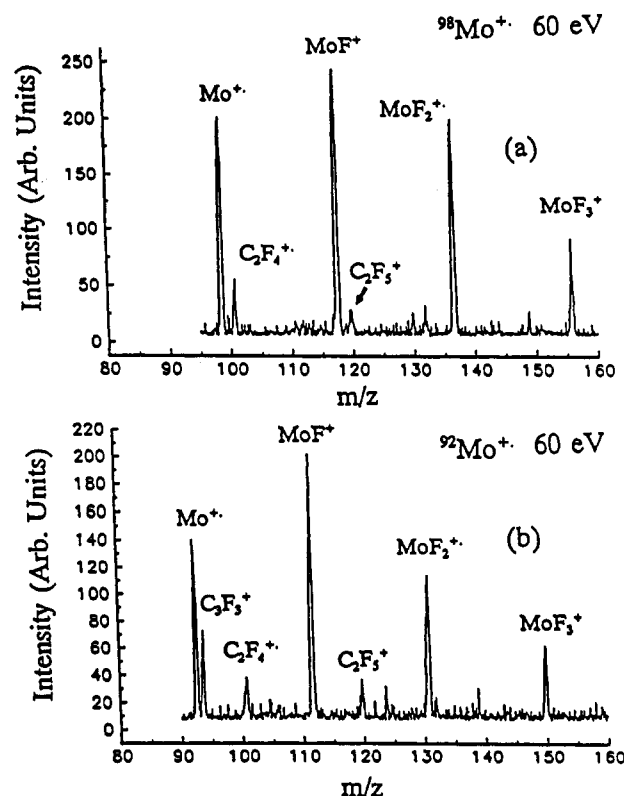 ⁹⁸Mo⁺· 60 eV
(a)
Intensity (Arb. Units)
250
200
150
100
50
0
Mo⁺·
C₂F₄⁺·
MoF⁺
C₂F₅⁺
MoF₂⁺·
MoF₃⁺
80 90 100 110 120 130 140 150 160
m/z
⁹²Mo⁺· 60 eV
(b)
Intensity (Arb. Units)
220
200
180
160
140
120
100
80
60
40
20
0
Mo⁺·
C₃F₃⁺
C₂F₄⁺·
MoF⁺
C₂F₅⁺
MoF₂⁺·
MoF₃⁺
80 90 100 110 120 130 140 150 160
m/z